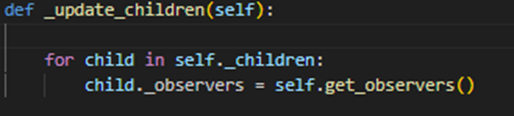 def _update_children(self):
for child in self._children:
child._observers = self.get_observers()